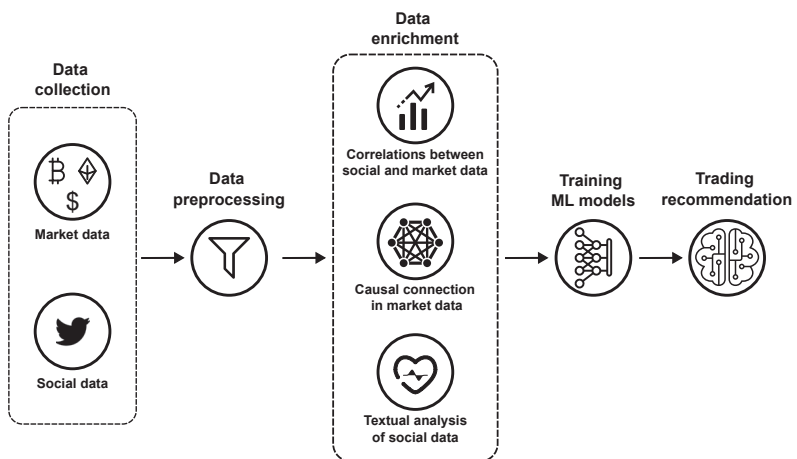 Data
collection
Market data
Social data
Data
preprocessing
Data
enrichment
Correlations between
social and market data
Causal connection
in market data
Textual analysis
of social data
Training
ML models
Trading
recommendation